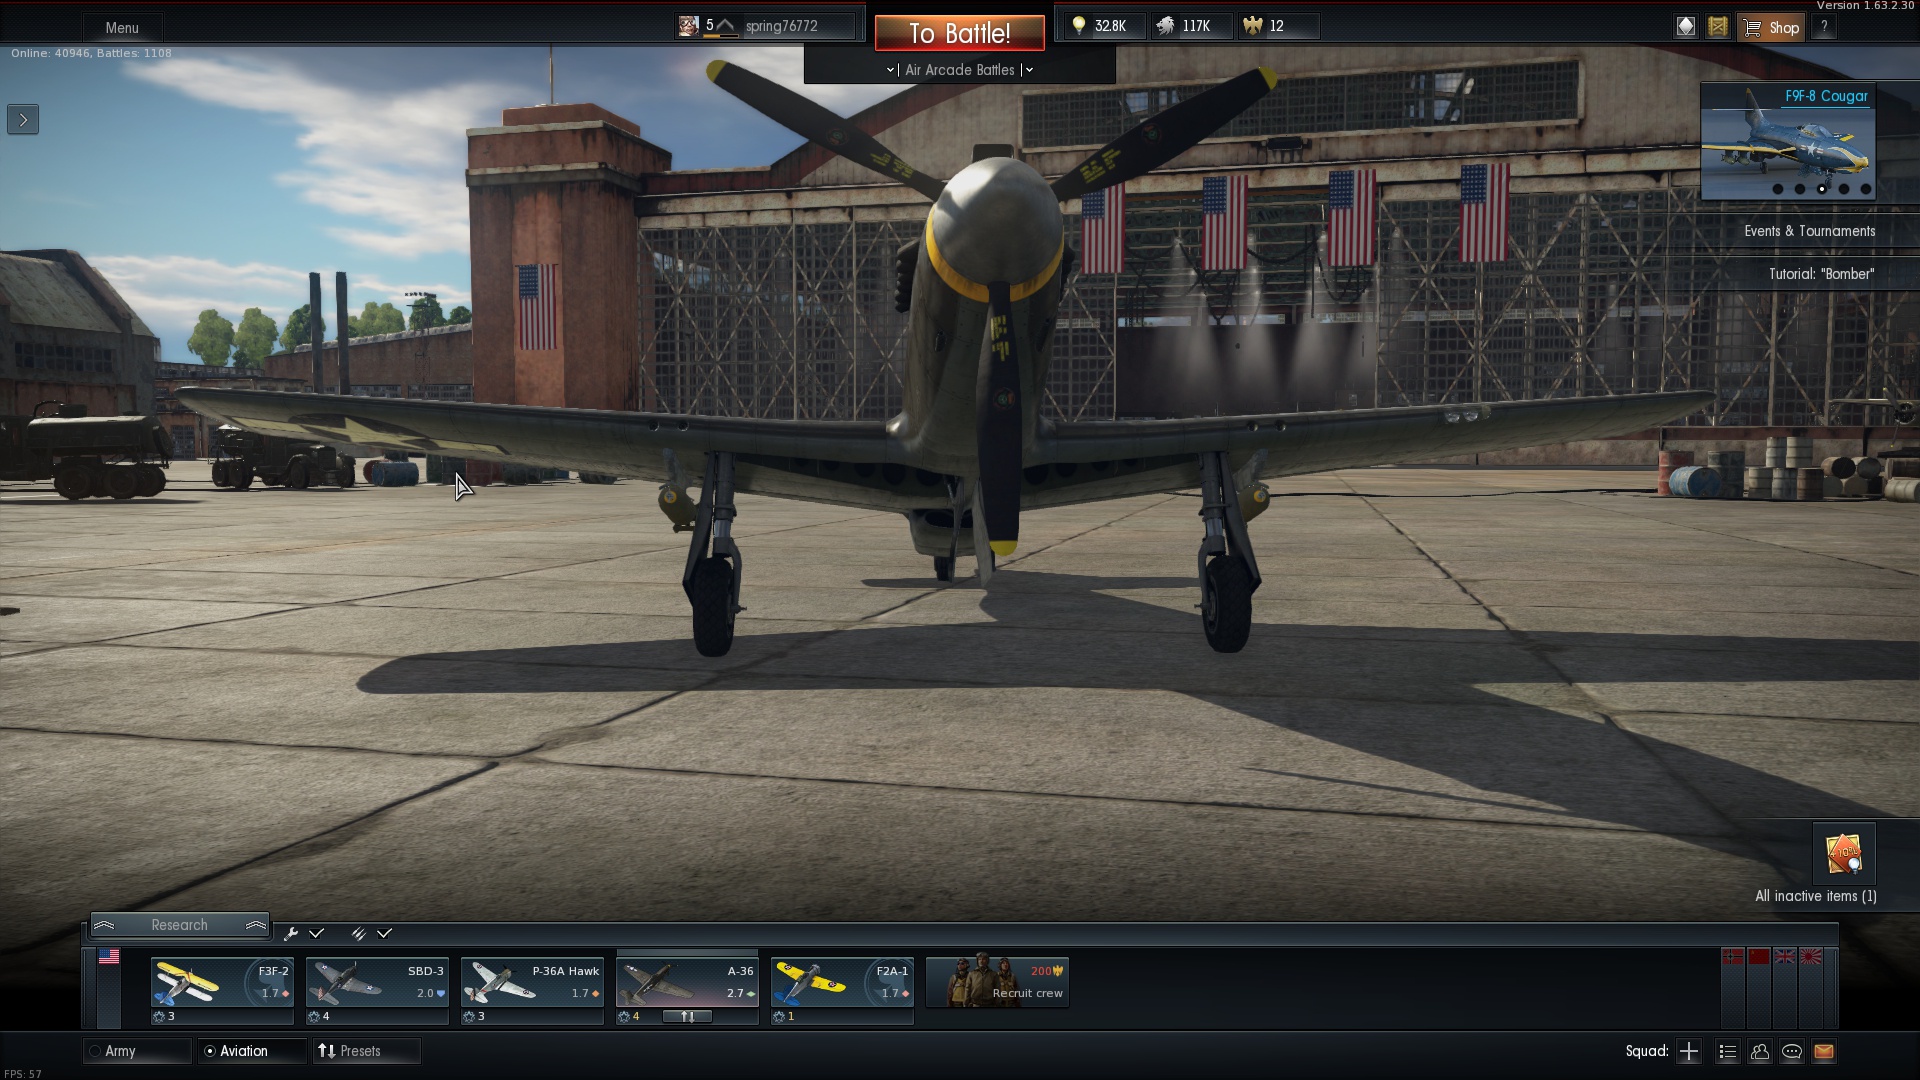 Version 1.63.2.30
Menu
5 spring76772
To Battle!
32.8K
117K
12
Shop
?
Online: 40946, Battles: 1108
Air Arcade Battles
F9F-8 Cougar
Events & Tournaments
Tutorial: "Bomber"
All inactive items (1)
Research
F3F-2
1.7
3
SBD-3
2.0
4
P-36A Hawk
1.7
3
A-36
2.7
4
F2A-1
1.7
1
200
Recruit crew
Army
Aviation
Presets
Squad:
FPS: 57